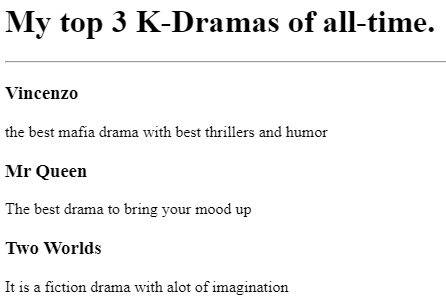 My top 3 K-Dramas of all-time.
Vincenzo
the best mafia drama with best thrillers and humor
Mr Queen
The best drama to bring your mood up
Two Worlds
It is a fiction drama with alot of imagination